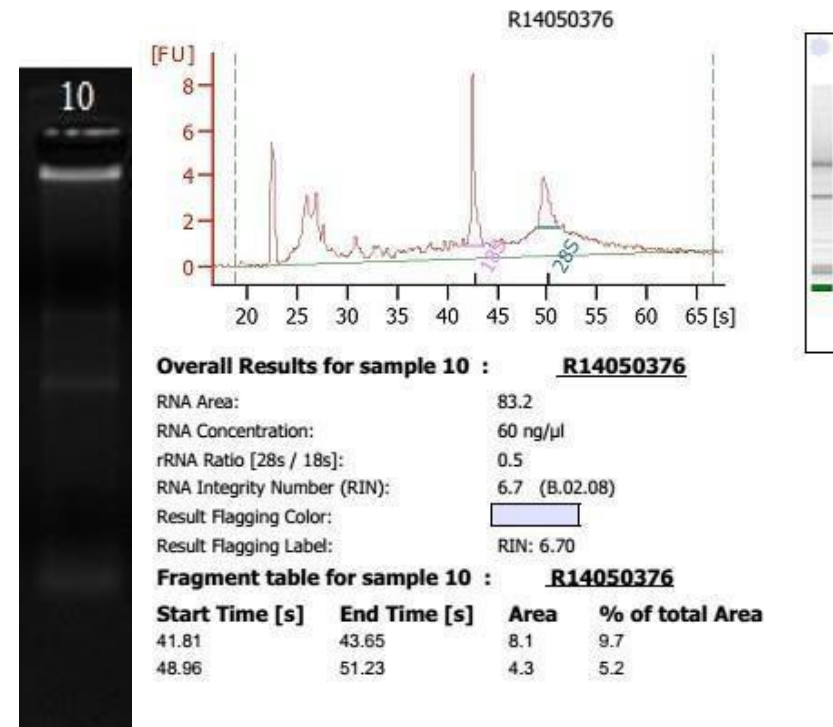 R14050376
10
[FU]
8
6
4
2
0
18S
28S
20 25 30 35 40 45 50 55 60 65 [s]
Overall Results for sample 10 : R14050376
RNA Area: 83.2
RNA Concentration: 60 ng/µl
rRNA Ratio [28s / 18s]: 0.5
RNA Integrity Number (RIN): 6.7 (B.02.08)
Result Flagging Color:
Result Flagging Label: RIN: 6.70
Fragment table for sample 10 : R14050376
Start Time [s] End Time [s] Area % of total Area
41.81 43.65 8.1 9.7
48.96 51.23 4.3 5.2